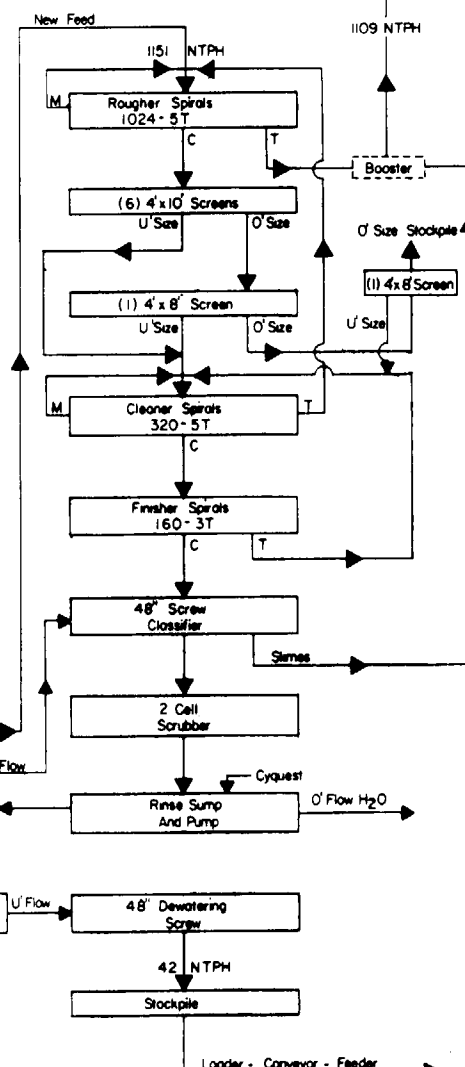 New Feed
1151 NTPH
1109 NTPH
M
Rougher Spirals
1024-5T
C
T
Booster
(6) 4'x10' Screens
U'Size
O'Size
O' Size Stockpile
(1) 4'x8' Screen
(1) 4'x8' Screen
U'Size
O'Size
U'Size
M
Cleaner Spirals
320-5T
T
C
Finisher Spirals
160-3T
C
T
48" Screw
Classifier
Slimes
2 Cell
Scrubber
Flow
Cyquest
Rinse Sump
And Pump
O' Flow H2O
U' Flow
48" Dewatering
Screw
42 NTPH
Stockpile
Loader - Conveyor - Feeder